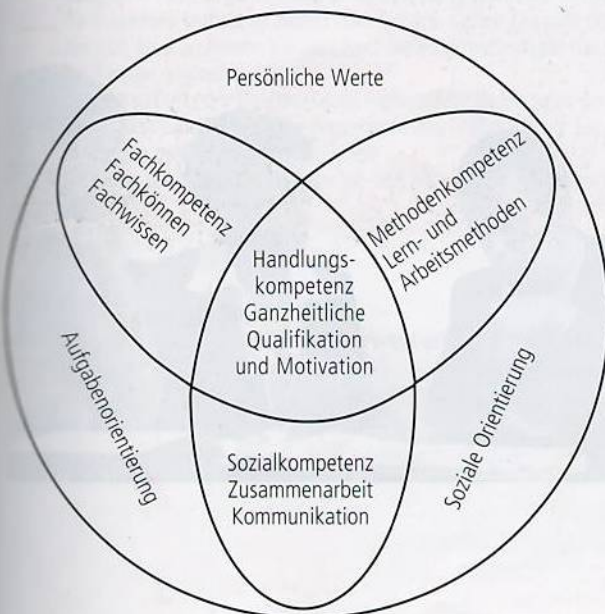 Persönliche Werte
Fachkompetenz
Fachkönnen
Fachwissen
Methodenkompetenz
Lern- und
Arbeitsmethoden
Handlungs-
kompetenz
Ganzheitliche
Qualifikation
und Motivation
Aufgabenorientierung
Soziale Orientierung
Sozialkompetenz
Zusammenarbeit
Kommunikation